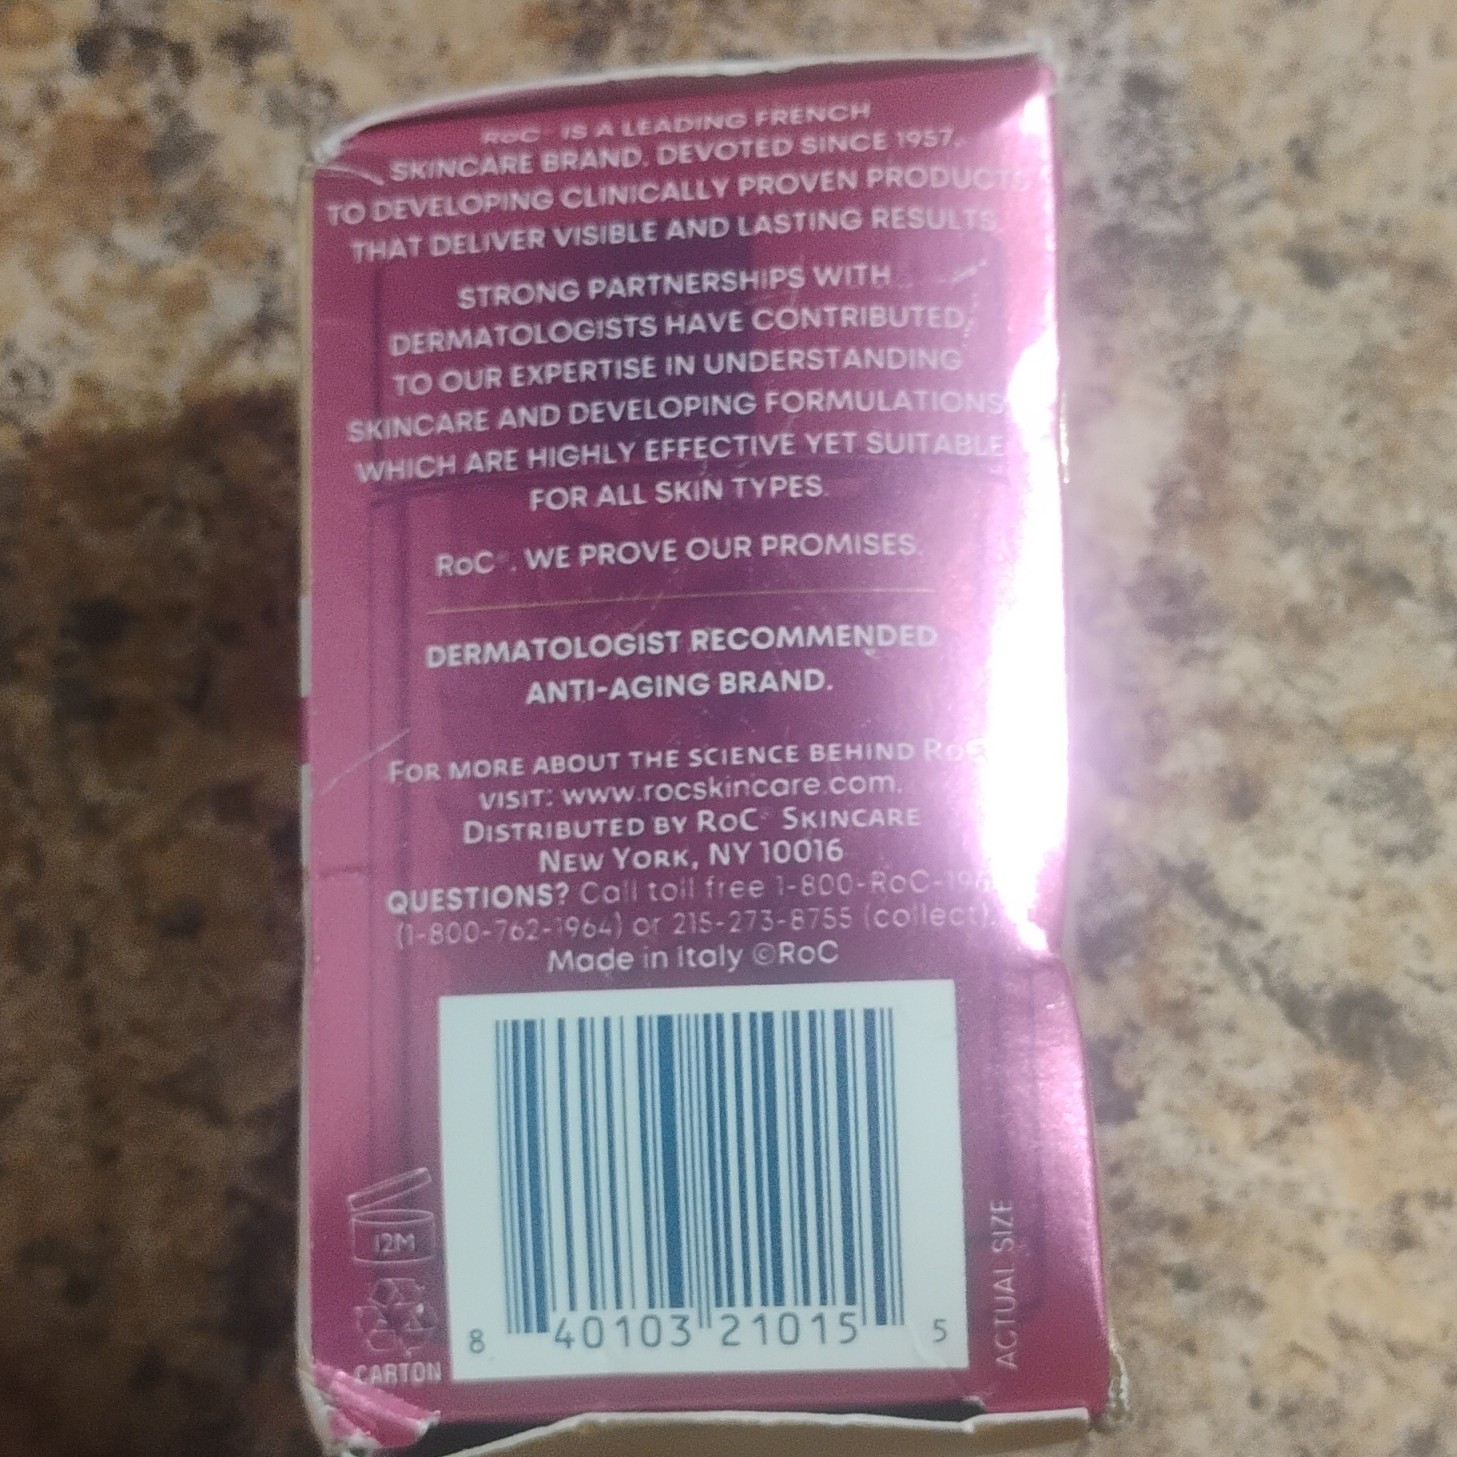 RoC IS A LEADING FRENCH
SKINCARE BRAND. DEVOTED SINCE 1957,
TO DEVELOPING CLINICALLY PROVEN PRODUCTS
THAT DELIVER VISIBLE AND LASTING RESULTS.
STRONG PARTNERSHIPS WITH
DERMATOLOGISTS HAVE CONTRIBUTED,
TO OUR EXPERTISE IN UNDERSTANDING
SKINCARE AND DEVELOPING FORMULATIONS
WHICH ARE HIGHLY EFFECTIVE YET SUITABLE
FOR ALL SKIN TYPES.
RoC®. WE PROVE OUR PROMISES.
DERMATOLOGIST RECOMMENDED
ANTI-AGING BRAND.
FOR MORE ABOUT THE SCIENCE BEHIND RoC
VISIT: www.rocskincare.com.
DISTRIBUTED BY RoC® SKINCARE
NEW YORK, NY 10016
QUESTIONS? Call toll free 1-800-RoC-196
(1-800-762-1964) or 215-273-8755 (collect).
Made in Italy ©RoC
12M
CARTON
8 40103 21015 5
ACTUAL SIZE